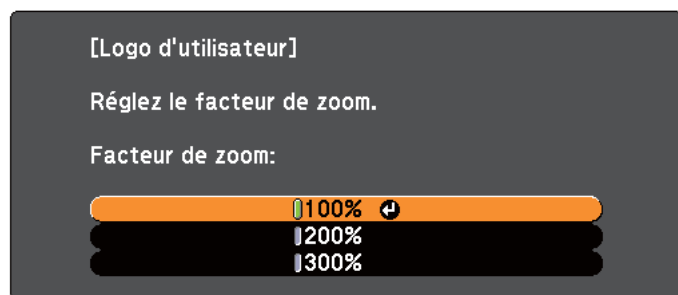 [Logo d'utilisateur]
Réglez le facteur de zoom.
Facteur de zoom:
100%
200%
300%